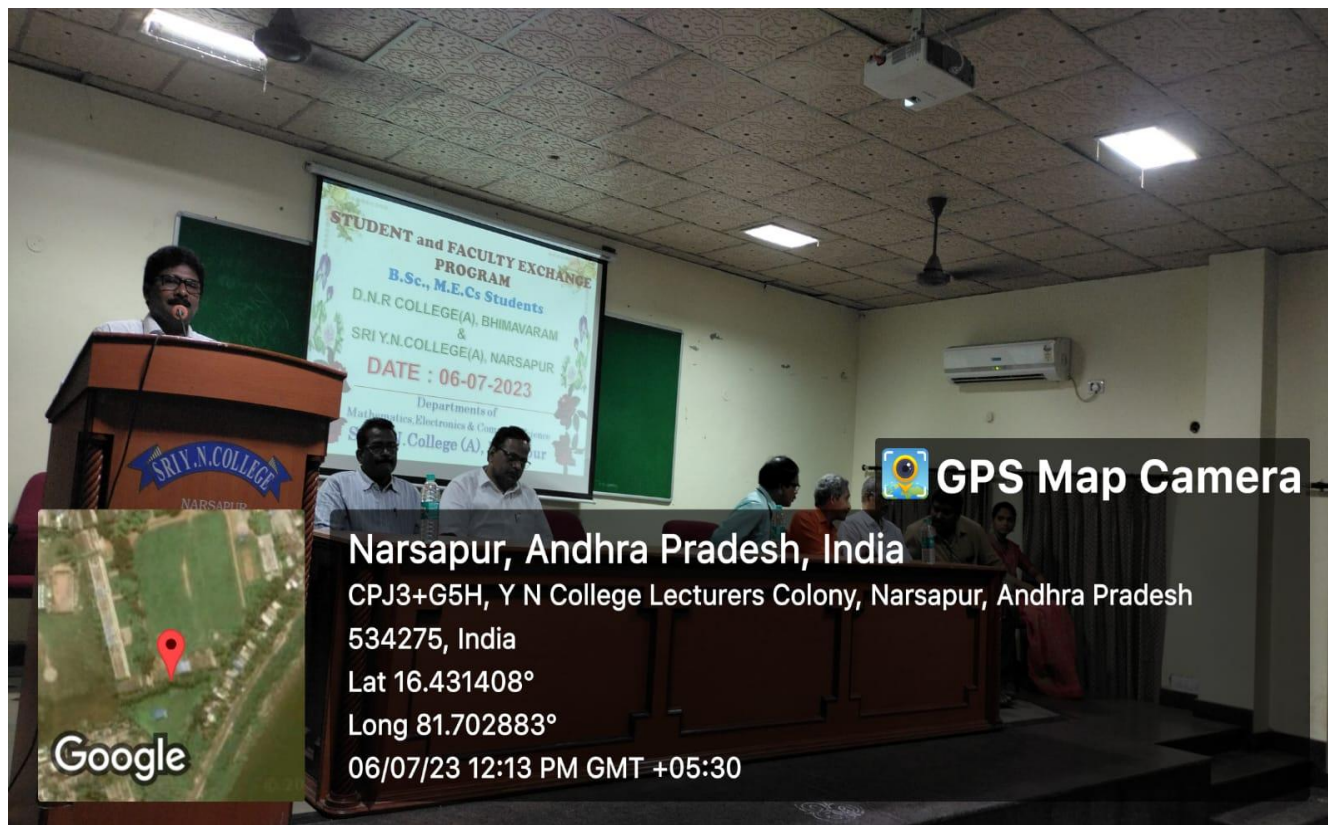 STUDENT and FACULTY EXCHANGE
PROGRAM
B.Sc., M.E.Cs Students
D.N.R COLLEGE(A), BHIMAVARAM
&
SRI Y.N.COLLEGE(A), NARSAPUR
DATE : 06-07-2023
Departments of
Mathematics, Electronics & Science
College (A),
SRI Y.N.COLLEGE
NARSAPUR
GPS Map Camera
Narsapur, Andhra Pradesh, India
CPJ3+G5H, Y N College Lecturers Colony, Narsapur, Andhra Pradesh
534275, India
Lat 16.431408°
Long 81.702883°
06/07/23 12:13 PM GMT +05:30
Google